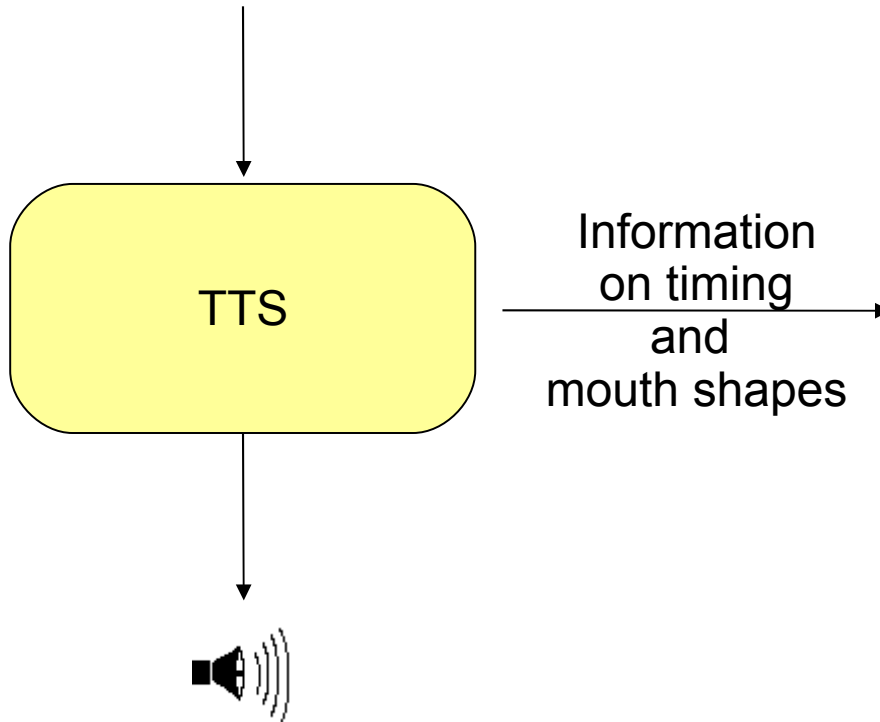 TTS
Information
on timing
and
mouth shapes